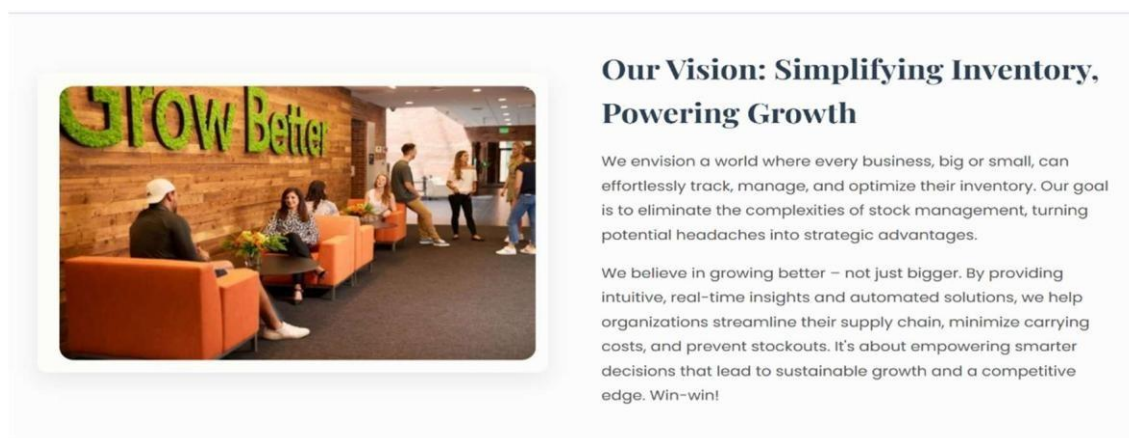 Grow Better
Our Vision: Simplifying Inventory,
Powering Growth
We envision a world where every business, big or small, can
effortlessly track, manage, and optimize their inventory. Our goal
is to eliminate the complexities of stock management, turning
potential headaches into strategic advantages.
We believe in growing better – not just bigger. By providing
intuitive, real-time insights and automated solutions, we help
organizations streamline their supply chain, minimize carrying
costs, and prevent stockouts. It's about empowering smarter
decisions that lead to sustainable growth and a competitive
edge. Win-win!